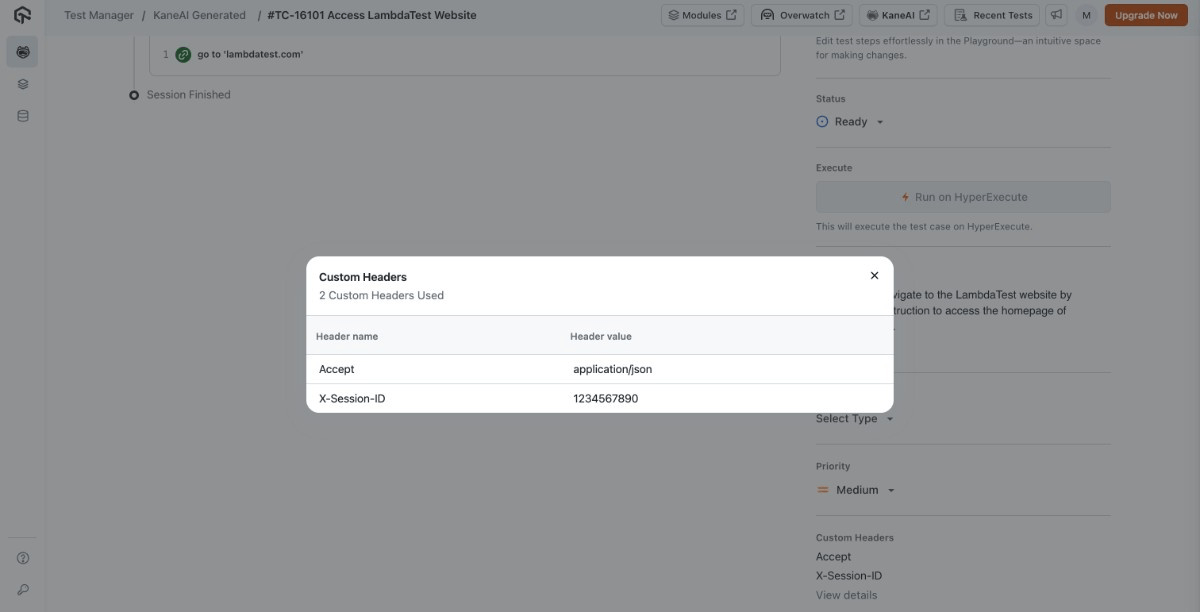 Test Manager / KaneAI Generated / #TC-16101 Access LambdaTest Website
Modules Overwatch KaneAI Recent Tests M Upgrade Now
1 go to 'lambdatest.com'
Session Finished
Edit test steps effortlessly in the Playground—an intuitive space
for making changes.
Status
Ready
Execute
Run on HyperExecute
This will execute the test case on HyperExecute.
vigate to the LambdaTest website by
truction to access the homepage of
Custom Headers
2 Custom Headers Used
Header name Header value
Accept application/json
X-Session-ID 1234567890
Select Type
Priority
Medium
Custom Headers
Accept
X-Session-ID
View details